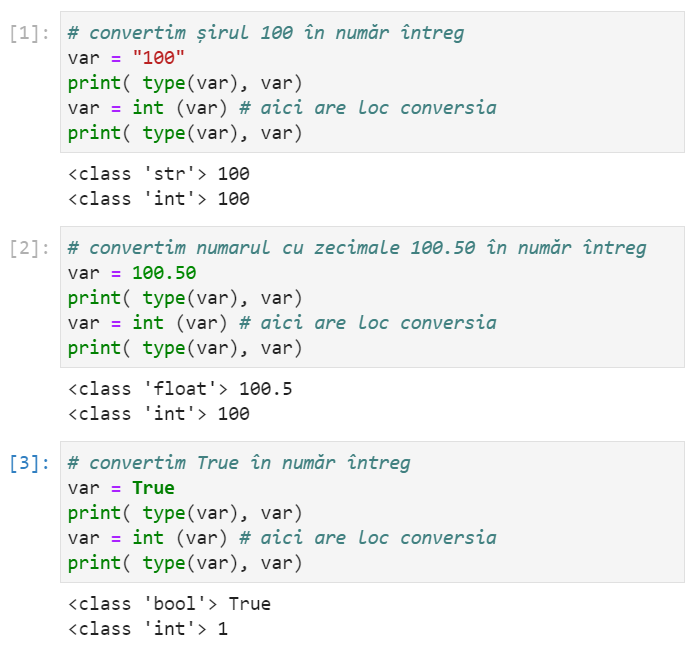 [1]: # convertim șirul 100 în număr întreg
var = "100"
print( type(var), var)
var = int (var) # aici are loc conversia
print( type(var), var)
<class 'str'> 100
<class 'int'> 100
[2]: # convertim numarul cu zecimale 100.50 în număr întreg
var = 100.50
print( type(var), var)
var = int (var) # aici are loc conversia
print( type(var), var)
<class 'float'> 100.5
<class 'int'> 100
[3]: # convertim True în număr întreg
var = True
print( type(var), var)
var = int (var) # aici are loc conversia
print( type(var), var)
<class 'bool'> True
<class 'int'> 1